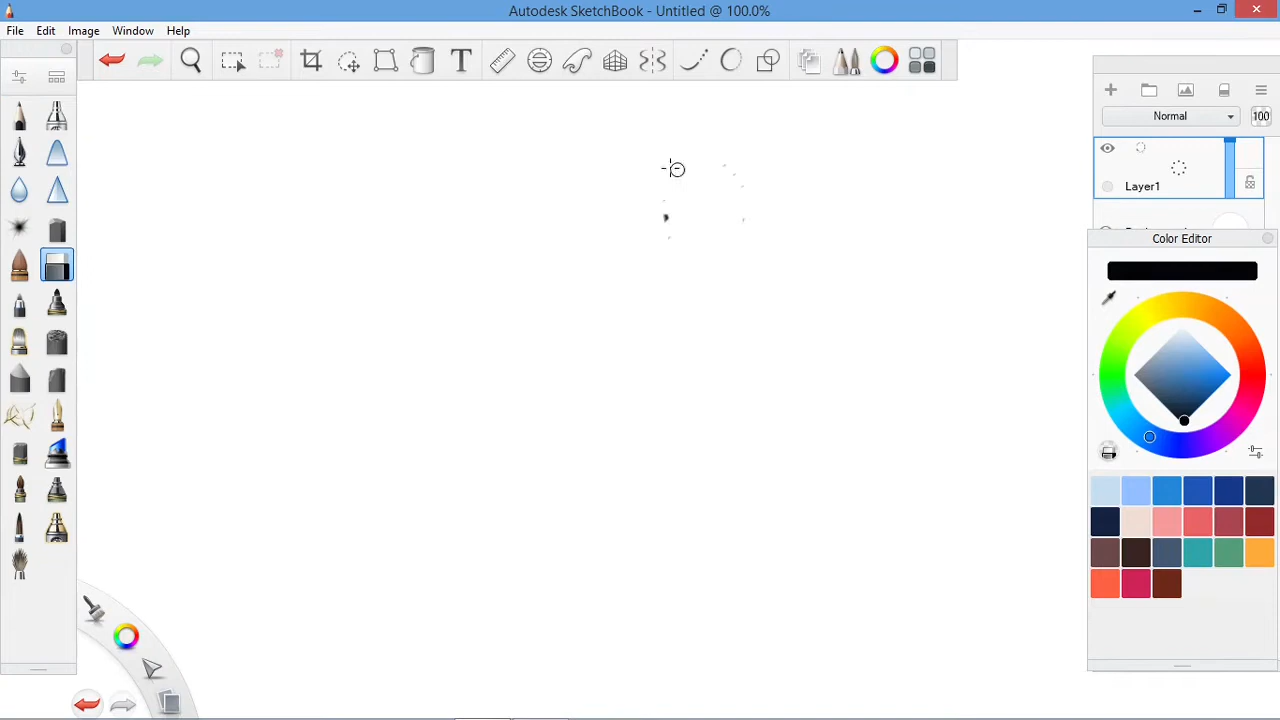 Autodesk SketchBook - Untitled @ 100.0%
File Edit Image Window Help
Normal 100
Layer1
Color Editor